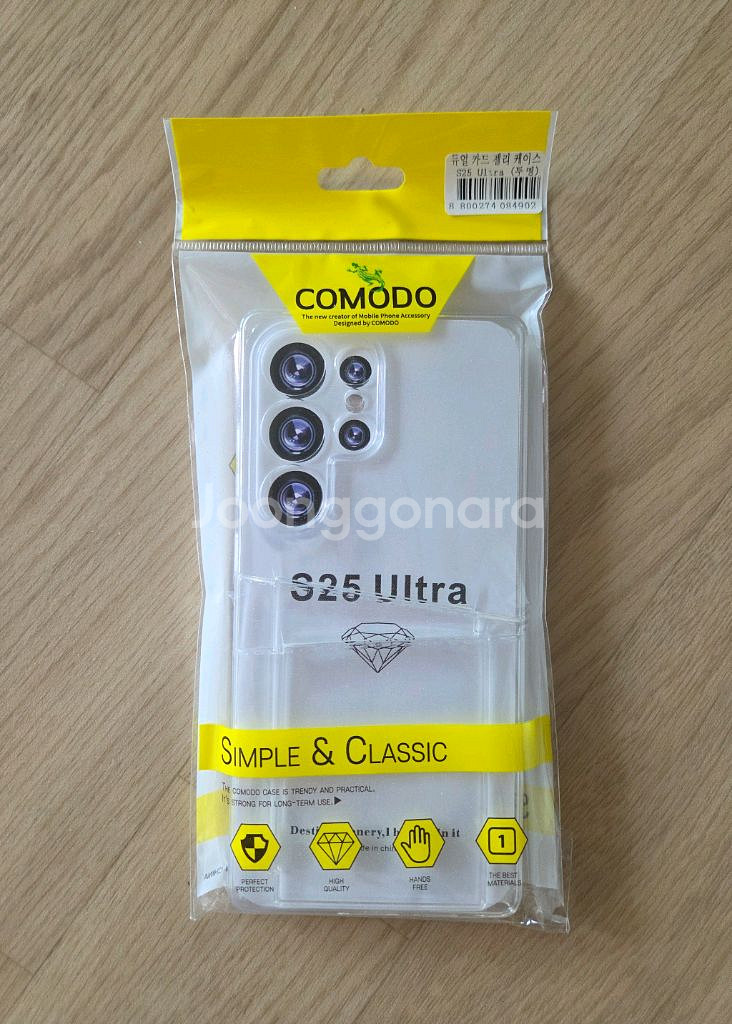 듀얼 카드 젤리 케이스
S25 Ultra (투명)
8 800274 084902
COMODO
The new creator of Mobile Phone Accessory
Designed by COMODO
Joonggonara
S25 Ultra
SIMPLE & CLASSIC
THE COMODO CASE IS TRENDY AND PRACTICAL.
IT'S STRONG FOR LONG-TERM USE.▶
in it
1
PERFECT
PROTECTION
HIGH
QUALITY
HANDS
FREE
THE BEST
MATERIALS